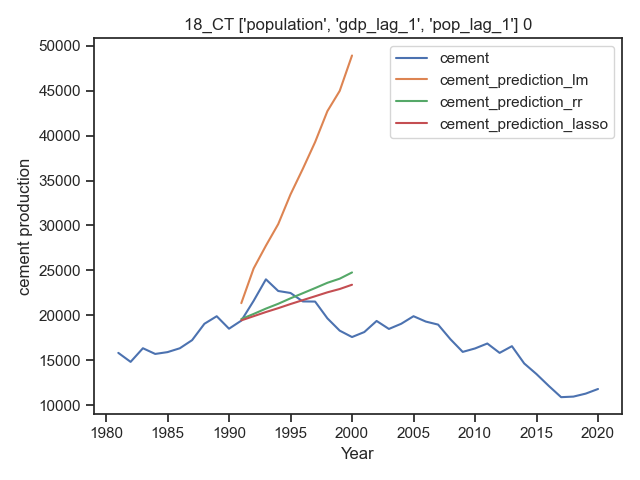 18_CT ['population', 'gdp_lag_1', 'pop_lag_1'] 0
50000
45000
40000
35000
30000
25000
20000
15000
10000
cement production
cement
cement_prediction_lm
cement_prediction_rr
cement_prediction_lasso
1980 1985 1990 1995 2000 2005 2010 2015 2020
Year